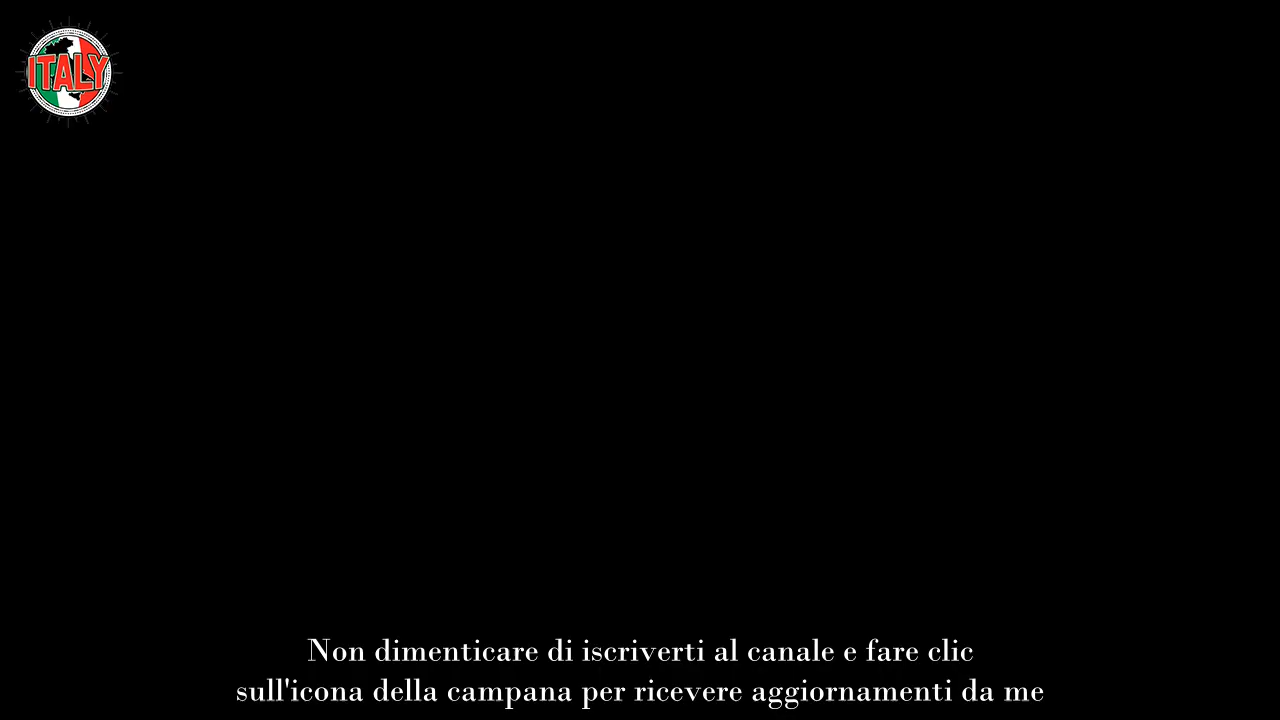 ITALY
Non dimenticare di iscriverti al canale e fare clic
sull'icona della campana per ricevere aggiornamenti da me